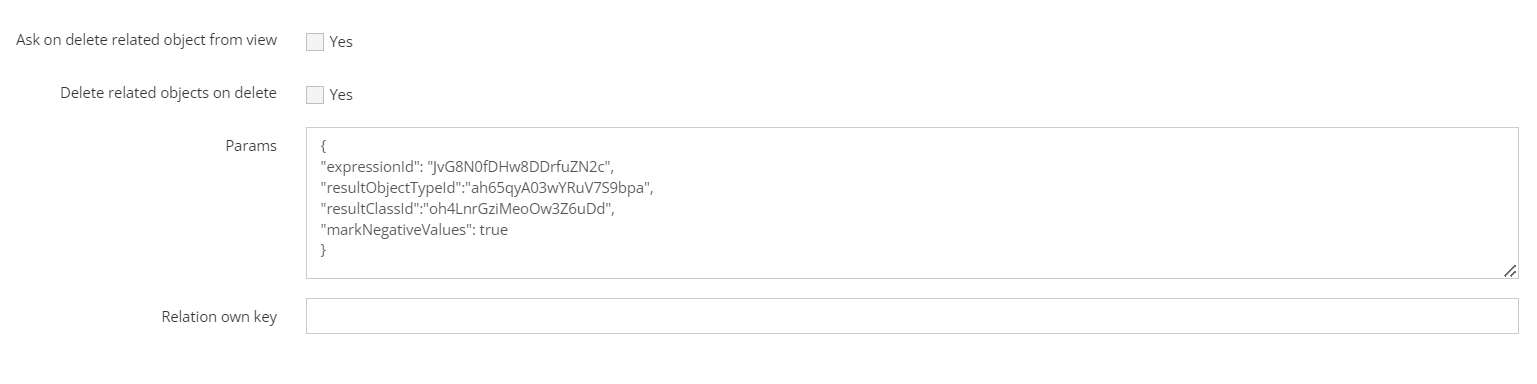 Ask on delete related object from view Yes
Delete related objects on delete Yes
Params
{
"expressionId": "JvG8N0fDHw8DDrfuZN2c",
"resultObjectTypeId":"ah65qyA03wYRuV7S9bpa",
"resultClassId":"oh4LnrGziMeoOw3Z6uDd",
"markNegativeValues": true
}
Relation own key